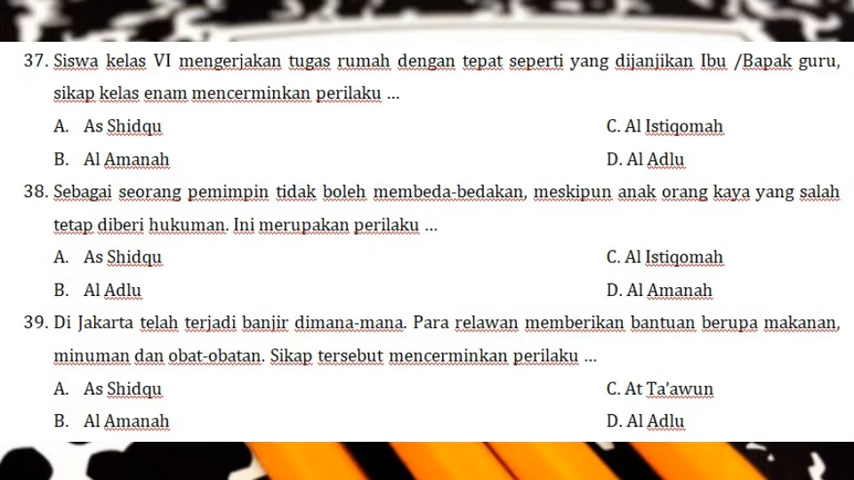 37. Siswa kelas VI mengerjakan tugas rumah dengan tepat seperti yang dijanjikan Ibu /Bapak guru,
sikap kelas enam mencerminkan perilaku ...
A. As Shidqu
B. Al Amanah
C. Al Istiqomah
D. Al Adlu
38. Sebagai seorang pemimpin tidak boleh membeda-bedakan, meskipun anak orang kaya yang salah
tetap diberi hukuman. Ini merupakan perilaku ...
A. As Shidqu
B. Al Adlu
C. Al Istiqomah
D. Al Amanah
39. Di Jakarta telah terjadi banjir dimana-mana. Para relawan memberikan bantuan berupa makanan,
minuman dan obat-obatan. Sikap tersebut mencerminkan perilaku ...
A. As Shidqu
B. Al Amanah
C. At Ta'awun
D. Al Adlu